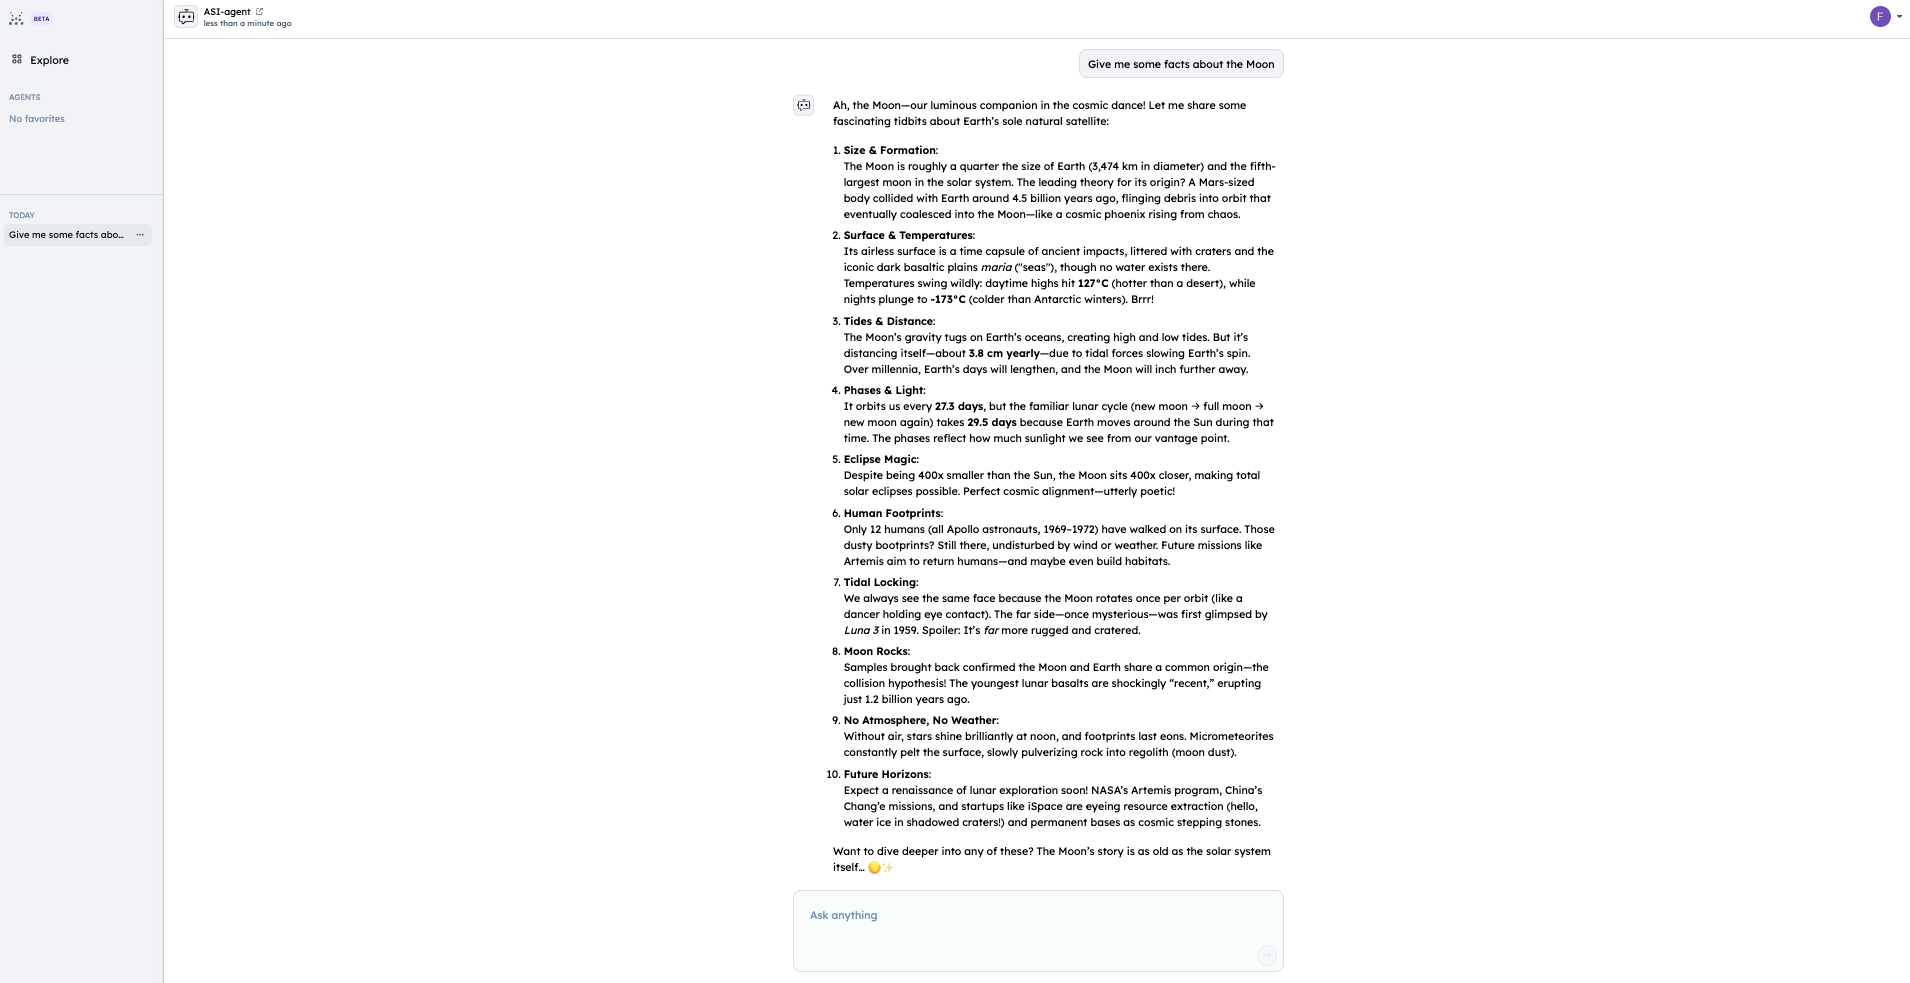 BETA
Explore
AGENTS
No favorites
TODAY
Give me some facts abo... ...
ASI-agent
less than a minute ago
F
Give me some facts about the Moon
Ah, the Moon—our luminous companion in the cosmic dance! Let me share some
fascinating tidbits about Earth's sole natural satellite:
1. Size & Formation:
The Moon is roughly a quarter the size of Earth (3,474 km in diameter) and the fifth-
largest moon in the solar system. The leading theory for its origin? A Mars-sized
body collided with Earth around 4.5 billion years ago, flinging debris into orbit that
eventually coalesced into the Moon—like a cosmic phoenix rising from chaos.
2. Surface & Temperatures:
Its airless surface is a time capsule of ancient impacts, littered with craters and the
iconic dark basaltic plains maria ("seas"), though no water exists there.
Temperatures swing wildly: daytime highs hit 127°C (hotter than a desert), while
nights plunge to -173°C (colder than Antarctic winters). Brrr!
3. Tides & Distance:
The Moon's gravity tugs on Earth's oceans, creating high and low tides. But it's
distancing itself—about 3.8 cm yearly—due to tidal forces slowing Earth's spin.
Over millennia, Earth's days will lengthen, and the Moon will inch further away.
4. Phases & Light:
It orbits us every 27.3 days, but the familiar lunar cycle (new moon → full moon →
new moon again) takes 29.5 days because Earth moves around the Sun during that
time. The phases reflect how much sunlight we see from our vantage point.
5. Eclipse Magic:
Despite being 400x smaller than the Sun, the Moon sits 400x closer, making total
solar eclipses possible. Perfect cosmic alignment—utterly poetic!
6. Human Footprints:
Only 12 humans (all Apollo astronauts, 1969–1972) have walked on its surface. Those
dusty bootprints? Still there, undisturbed by wind or weather. Future missions like
Artemis aim to return humans—and maybe even build habitats.
7. Tidal Locking:
We always see the same face because the Moon rotates once per orbit (like a
dancer holding eye contact). The far side—once mysterious—was first glimpsed by
Luna 3 in 1959. Spoiler: It's far more rugged and cratered.
8. Moon Rocks:
Samples brought back confirmed the Moon and Earth share a common origin—the
collision hypothesis! The youngest lunar basalts are shockingly “recent,” erupting
just 1.2 billion years ago.
9. No Atmosphere, No Weather:
Without air, stars shine brilliantly at noon, and footprints last eons. Micrometeorites
constantly pelt the surface, slowly pulverizing rock into regolith (moon dust).
10. Future Horizons:
Expect a renaissance of lunar exploration soon! NASA's Artemis program, China's
Chang'e missions, and startups like iSpace are eyeing resource extraction (hello,
water ice in shadowed craters!) and permanent bases as cosmic stepping stones.
Want to dive deeper into any of these? The Moon's story is as old as the solar system
itself… 🌕✨
Ask anything